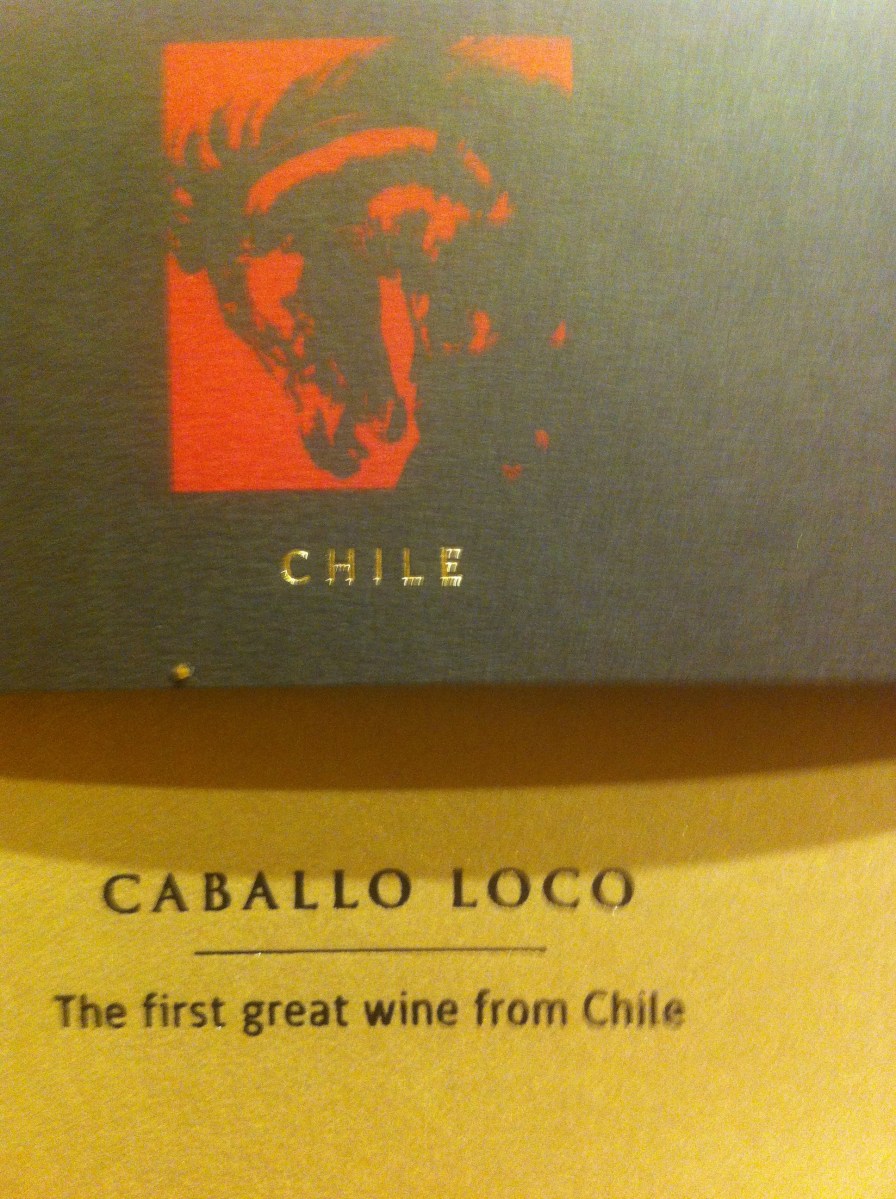 CHILE
CABALLO LOCO
The first great wine from Chile